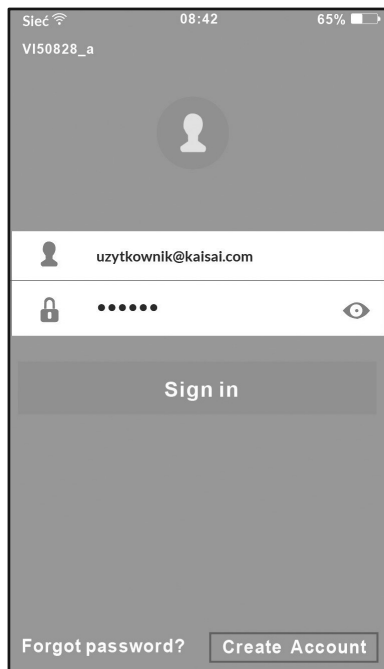 Sieć 08:42 65%
VI50828_a
uzytkownik@kaisai.com
••••••
Sign in
Forgot password? Create Account